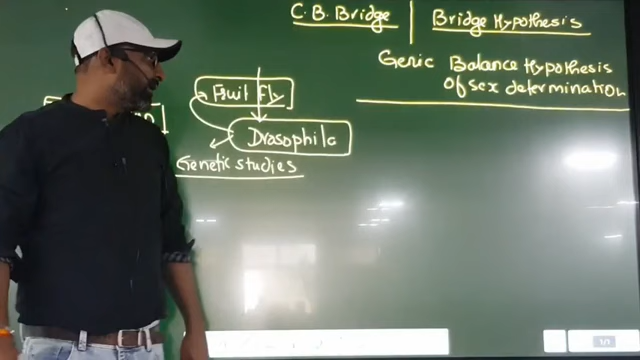 C. B. Bridge
Bridge Hypothesis
Genic Balance Hypothesis
Of sex determination
Fruit fly
Drosophila
Genetic studies